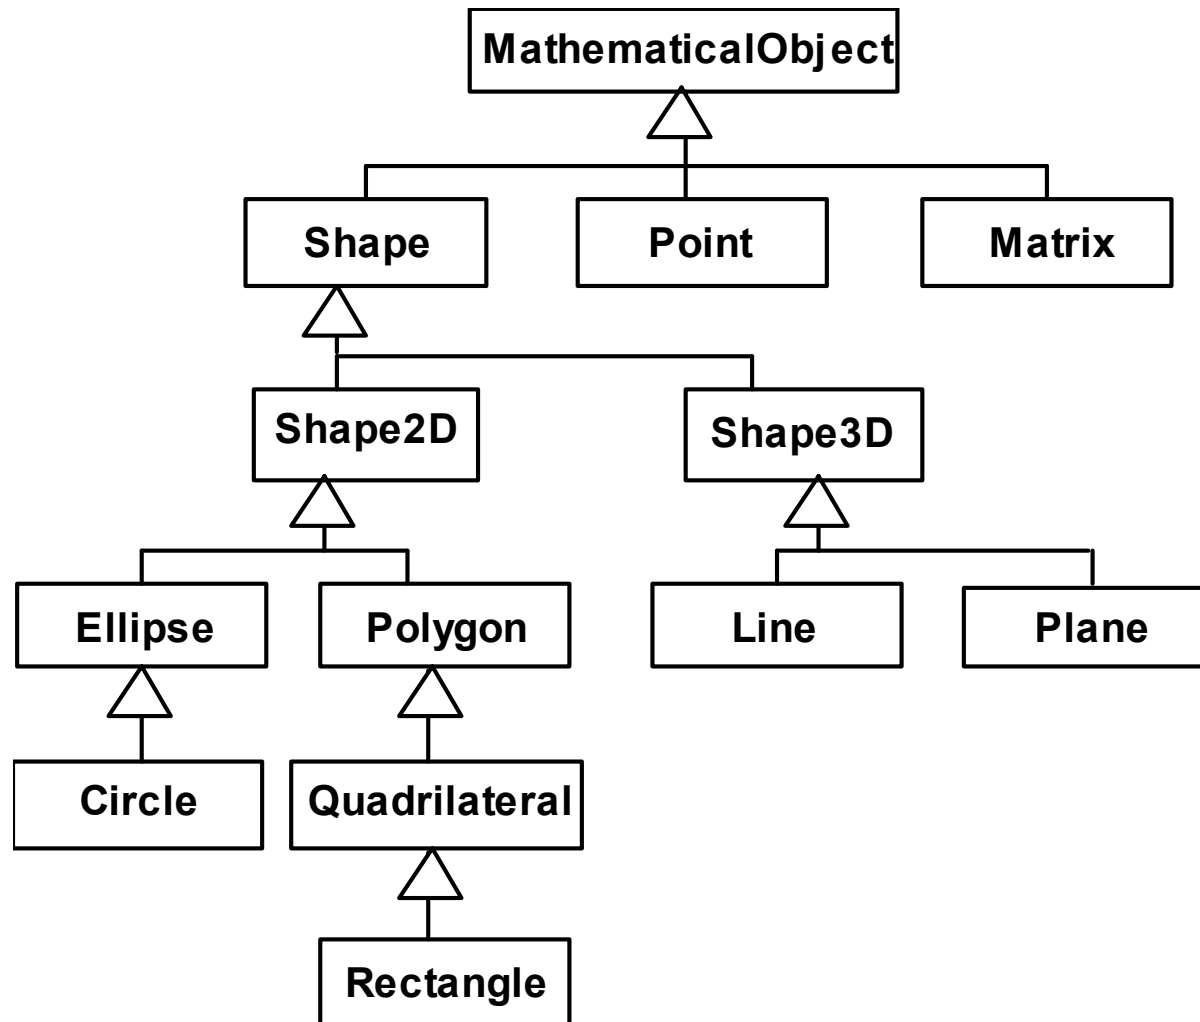 MathematicalObject
Shape
Point
Matrix
Shape2D
Shape3D
Ellipse
Polygon
Line
Plane
Circle
Quadrilateral
Rectangle